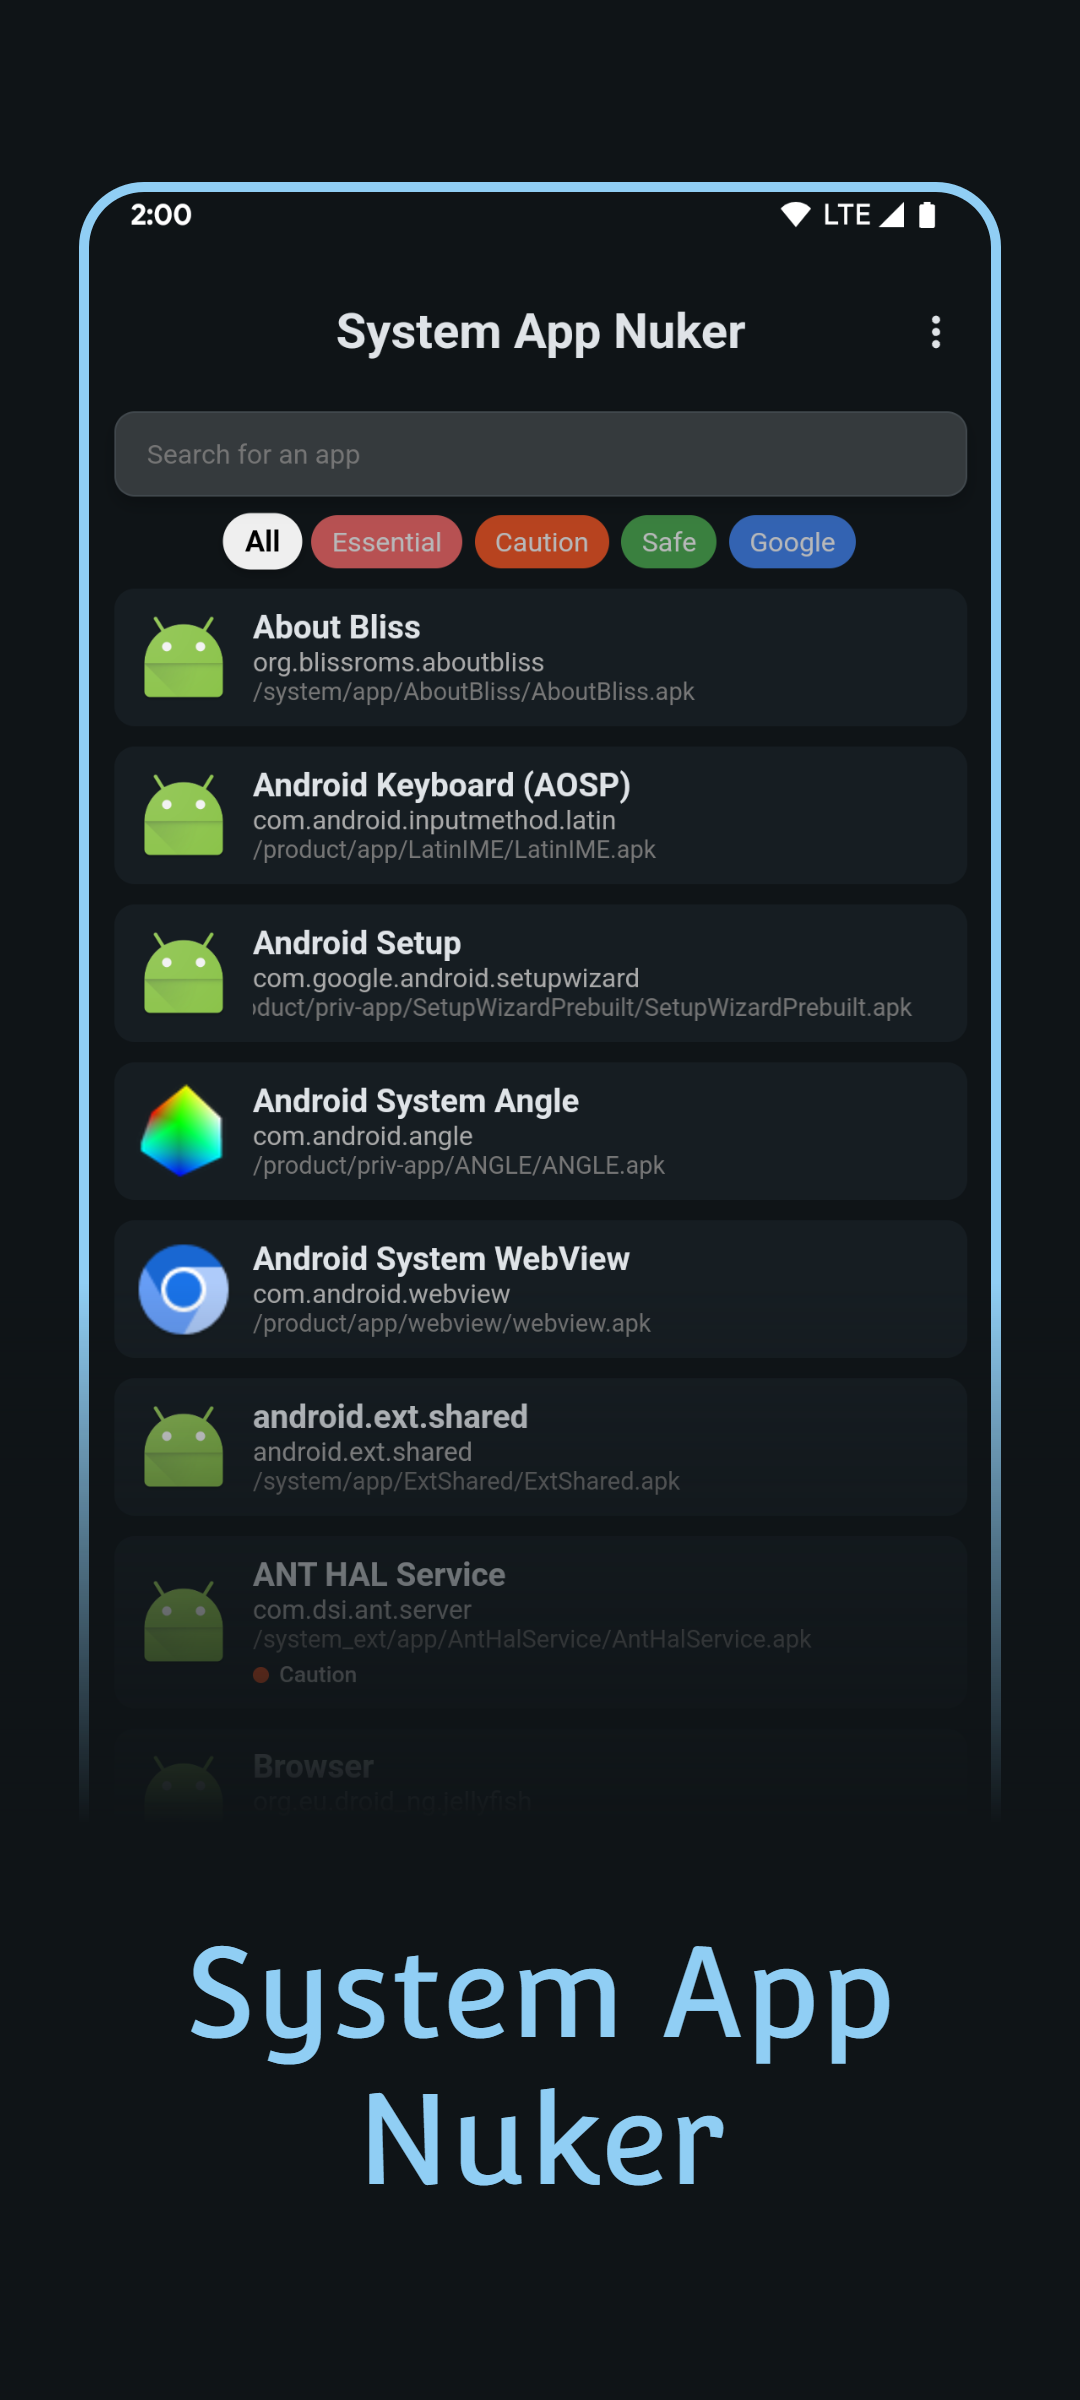 2:00 LTE
System App Nuker
Search for an app
All Essential Caution Safe Google
About Bliss
org.blissroms.aboutbliss
/system/app/AboutBliss/AboutBliss.apk
Android Keyboard (AOSP)
com.android.inputmethod.latin
/product/app/LatinIME/LatinIME.apk
Android Setup
com.google.android.setupwizard
duct/priv-app/SetupWizardPrebuilt/SetupWizardPrebuilt.apk
Android System Angle
com.android.angle
/product/priv-app/ANGLE/ANGLE.apk
Android System WebView
com.android.webview
/product/app/webview/webview.apk
android.ext.shared
android.ext.shared
/system/app/ExtShared/ExtShared.apk
ANT HAL Service
com.dsi.ant.server
/system_ext/app/AntHalService/AntHalService.apk
Caution
Browser
org.eu.droid_ng.jellyfish
System App
Nuker